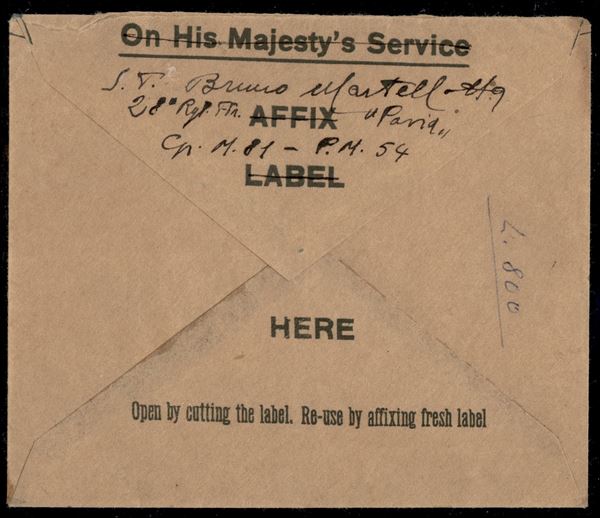 On His Majesty's Service
S. T. Bruno Martellotta
28° Rgt. Ftr. "Pavia"
AFFIX
Cp. M. 81 - P.M. 54
LABEL
L. 800
HERE
Open by cutting the label. Re-use by affixing fresh label